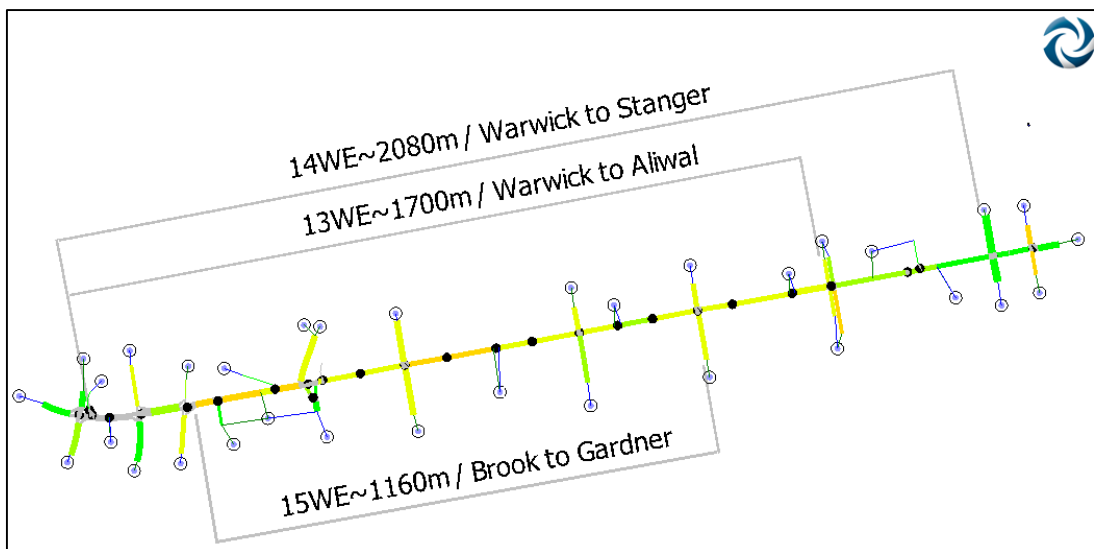 14WE~2080m / Warwick to Stanger
13WE~1700m / Warwick to Aliwal
15WE~1160m / Brook to Gardner